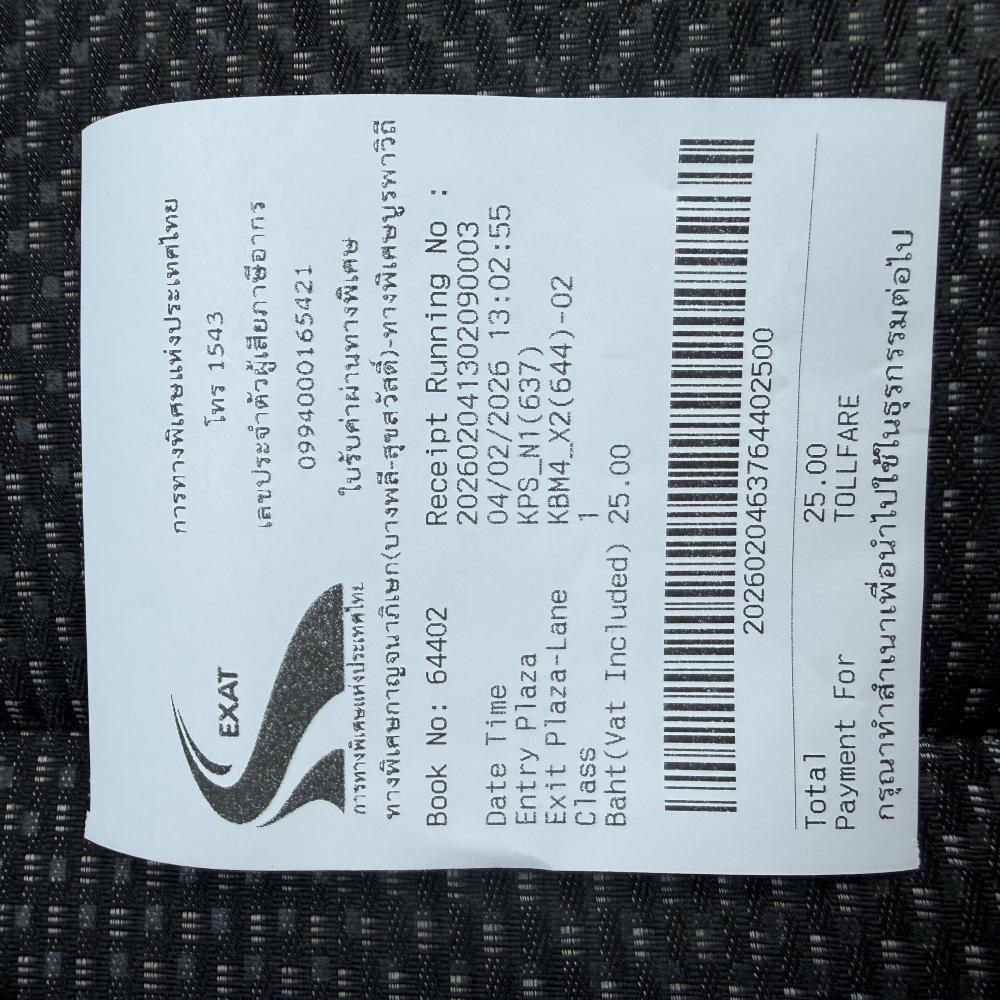 EXAT
การทางพิเศษแห่งประเทศไทย
การทางพิเศษแห่งประเทศไทย
โทร 1543
เลขประจำตัวผู้เสียภาษีอากร
0994000165421
ใบรับค่าผ่านทางพิเศษ
ทางพิเศษกาญจนาภิเษก(บางพลี-สุขสวัสดิ์)-ทางพิเศษบูรพาวิถี
Book No: 64402 Receipt Running No :
202602041302090003
Date Time 04/02/2026 13:02:55
Entry Plaza KPS_N1(637)
Exit Plaza-Lane KBM4_X2(644)-02
Class 1
Baht(Vat Included) 25.00
2026020463764402500
Total 25.00
Payment For TOLLFARE
กรุณาทำสำเนาเพื่อนำไปใช้ในธุรกรรมต่อไป